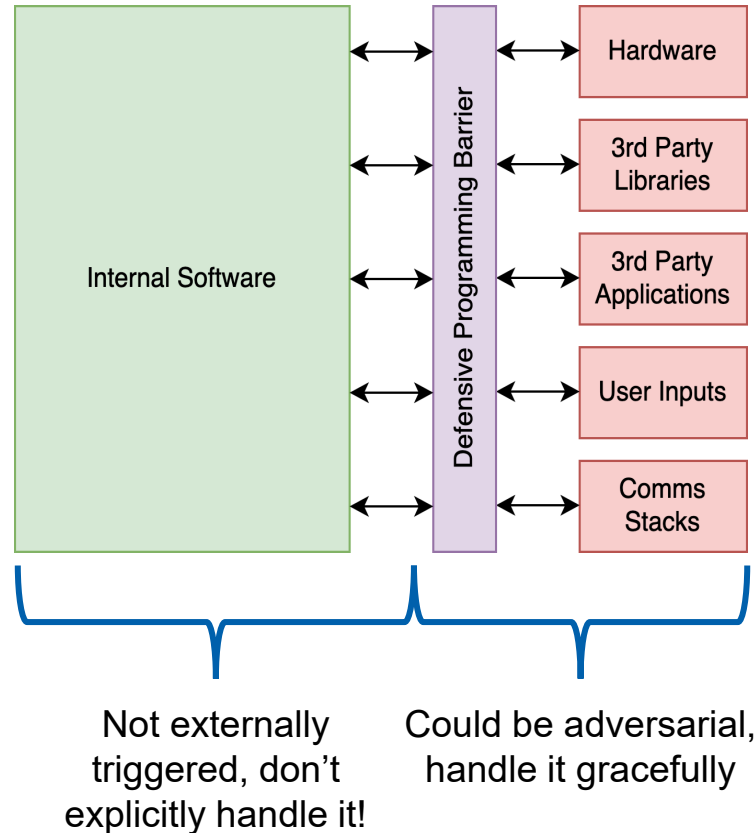 Internal Software
Defensive Programming Barrier
Hardware
3rd Party
Libraries
3rd Party
Applications
User Inputs
Comms
Stacks
Not externally
triggered, don’t
explicitly handle it!
Could be adversarial,
handle it gracefully